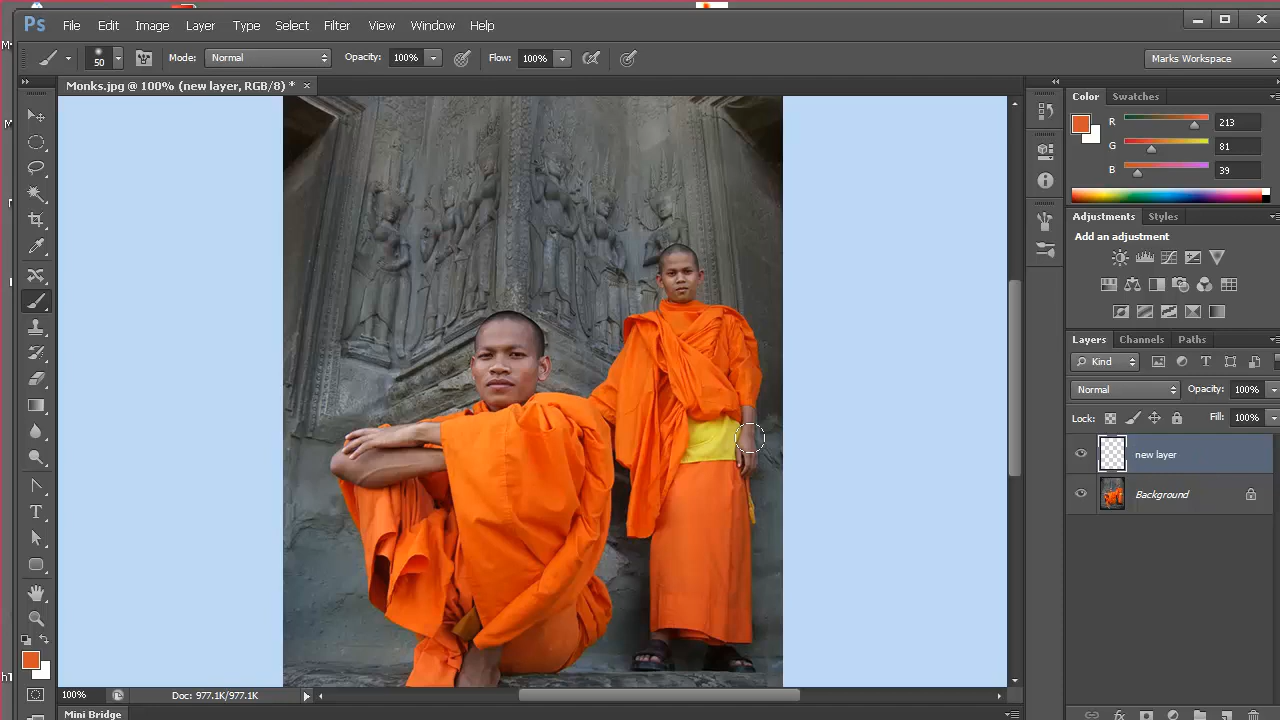 Ps File Edit Image Layer Type Select Filter View Window Help
50 Mode: Normal Opacity: 100% Flow: 100% Marks Workspace
Monks.jpg @ 100% (new layer, RGB/8) * ×
Color Swatches
R 213
G 81
B 39
Adjustments Styles
Add an adjustment
Layers Channels Paths
Kind
Normal Opacity: 100%
Lock: Fill: 100%
new layer
Background
100% Doc: 977.1K/977.1K
Mini Bridge